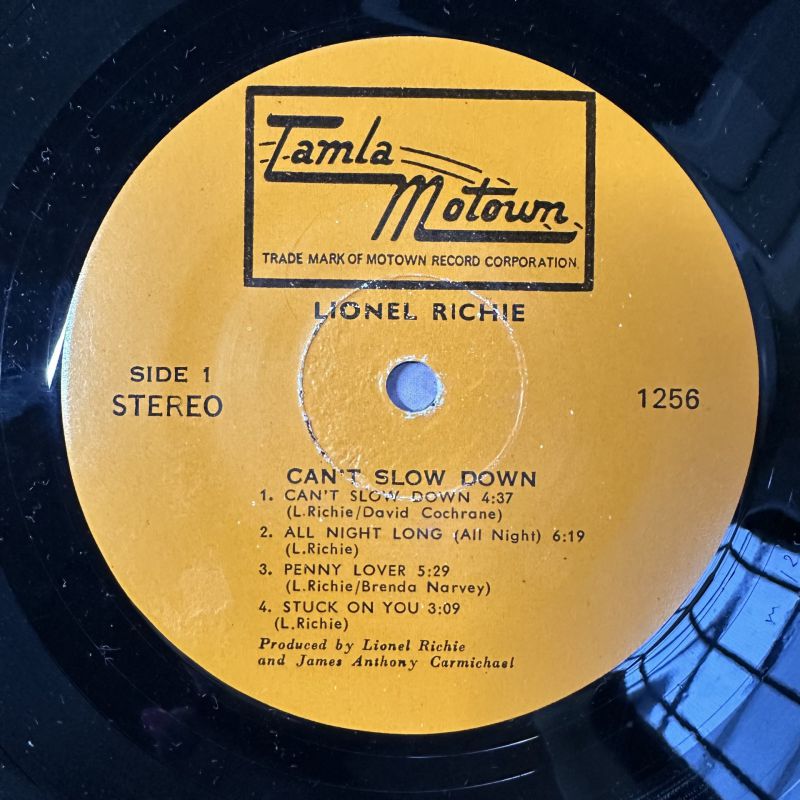 Tamla
Motown
TRADE MARK OF MOTOWN RECORD CORPORATION
LIONEL RICHIE
SIDE 1
STEREO
1256
CAN'T SLOW DOWN
1. CAN'T SLOW DOWN 4:37
(L.Richie/David Cochrane)
2. ALL NIGHT LONG (All Night) 6:19
(L.Richie)
3. PENNY LOVER 5:29
(L.Richie/Brenda Narvey)
4. STUCK ON YOU 3:09
(L.Richie)
Produced by Lionel Richie
and James Anthony Carmichael